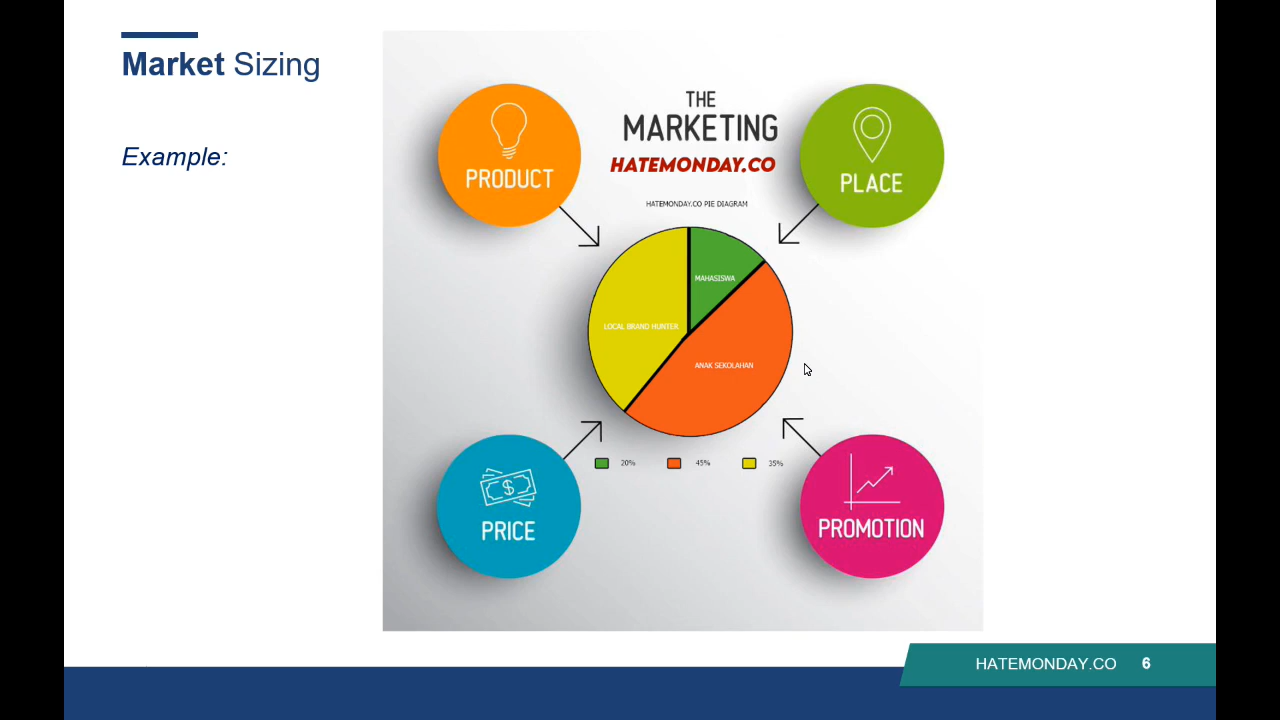 Market Sizing
Example:
THE
MARKETING
HATEMONDAY.CO
PRODUCT
PLACE
HATEMONDAY.CO PIE DIAGRAM
MAHASISWA
LOCAL BRAND HUNTER
ANAK SEKOLAHAN
20%
45%
35%
$
PRICE
PROMOTION
HATEMONDAY.CO 6